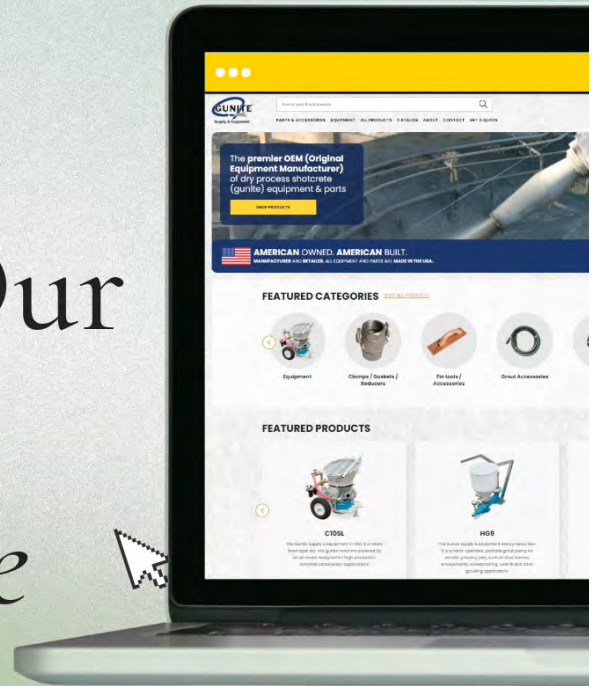 Our
e
GUNITE
Supply & Equipment
PARTS & ACCESSORIES EQUIPMENT ALL PRODUCTS CATALOG ABOUT CONTACT GET A QUOTE
The premier OEM (Original
Equipment Manufacturer)
of dry process shotcrete
(gunite) equipment & parts
SHOP PRODUCTS
AMERICAN OWNED. AMERICAN BUILT.
MANUFACTURER AND RETAILER, ALL EQUIPMENT AND PARTS ARE MADE IN THE USA.
FEATURED CATEGORIES
Equipment
Clamps / Gaskets /
Reducers
Fin tools /
Accessories
Grout Accessories
FEATURED PRODUCTS
C10SL
HG9